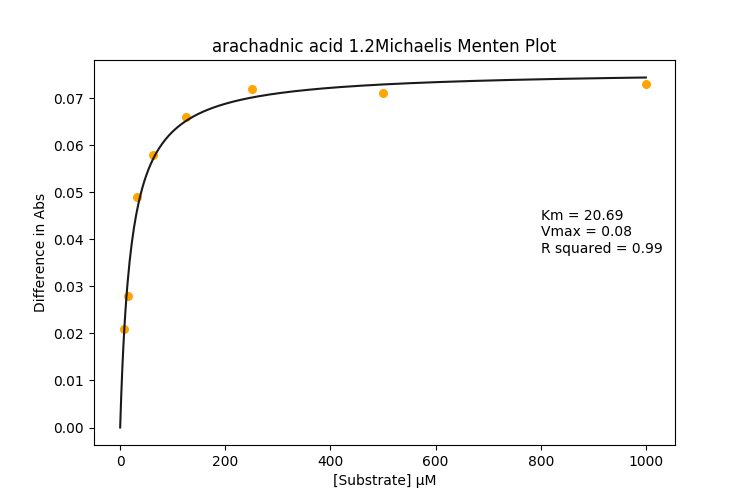 arachadnic acid 1.2Michaelis Menten Plot
0.07
0.06
0.05
0.04
0.03
0.02
0.01
0.00
Difference in Abs
Km = 20.69
Vmax = 0.08
R squared = 0.99
0 200 400 600 800 1000
[Substrate] µM